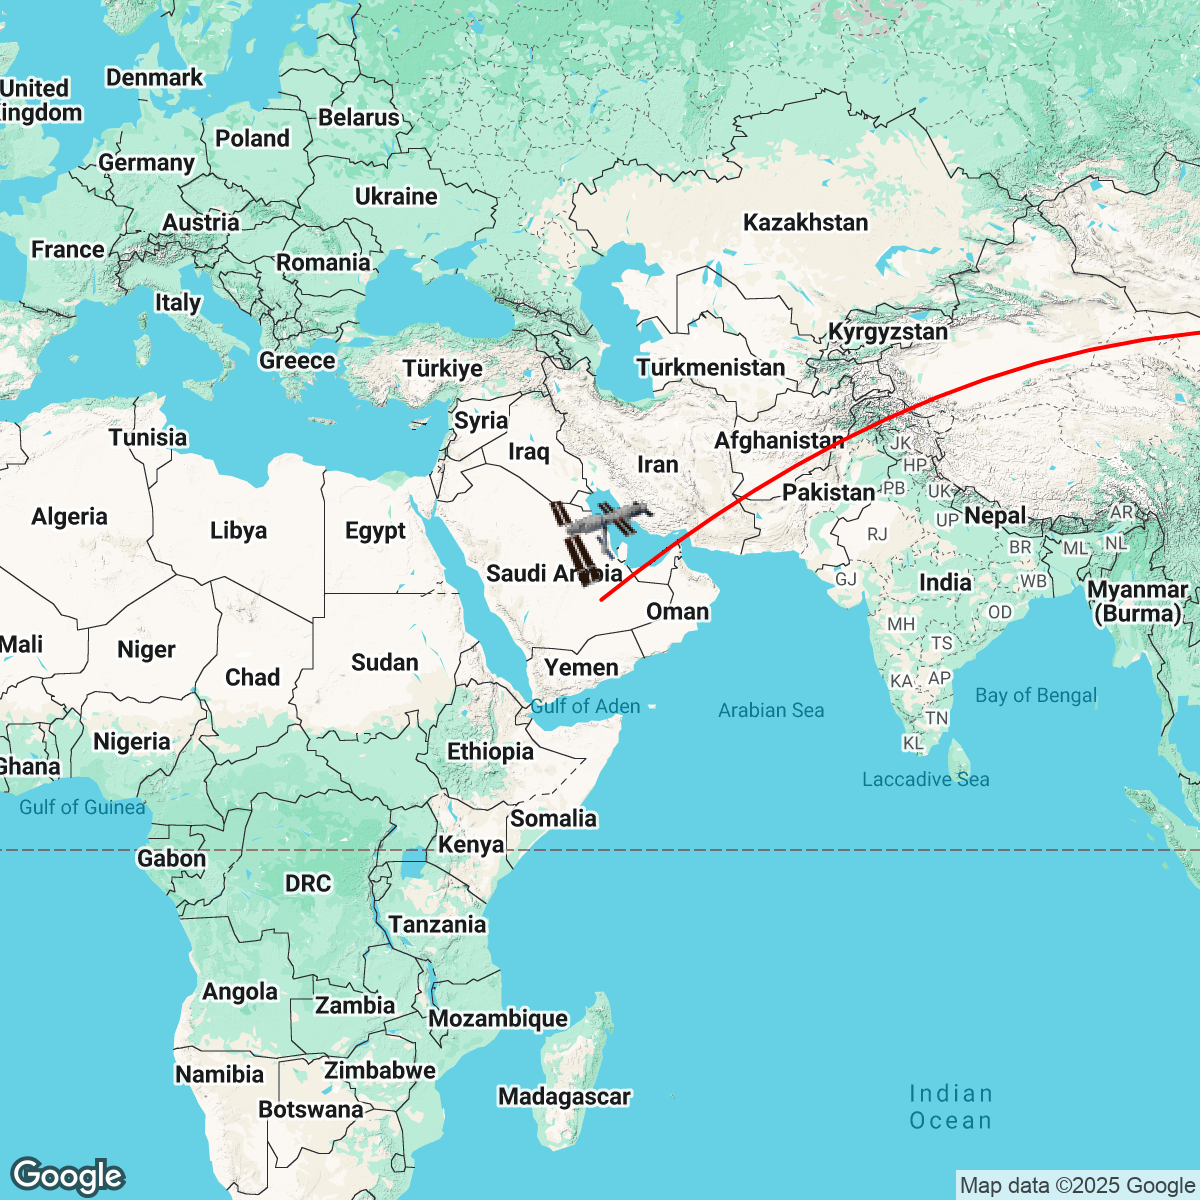 Denmark
United
Kingdom
Belarus
Poland
Germany
Ukraine
Austria
Kazakhstan
France
Romania
Italy
Kyrgyzstan
Greece
Türkiye
Turkmenistan
Syria
Tunisia
Afghanistan
JK
Iraq
Iran
HP
Pakistan
PB
UK
Algeria
Libya
Egypt
Nepal
AR
UP
RJ
BR
ML
NL
Saudi Arabia
GJ
India
WB
Myanmar
(Burma)
Oman
OD
MH
Mali
Niger
TS
Sudan
Yemen
Chad
KA
AP
Gulf of Aden
Arabian Sea
Bay of Bengal
TN
Nigeria
KL
Ethiopia
Ghana
Laccadive Sea
Gulf of Guinea
Somalia
Kenya
Gabon
DRC
Tanzania
Angola
Zambia
Mozambique
Zimbabwe
Namibia
Madagascar
Indian
Ocean
Botswana
Google
Map data ©2025 Google